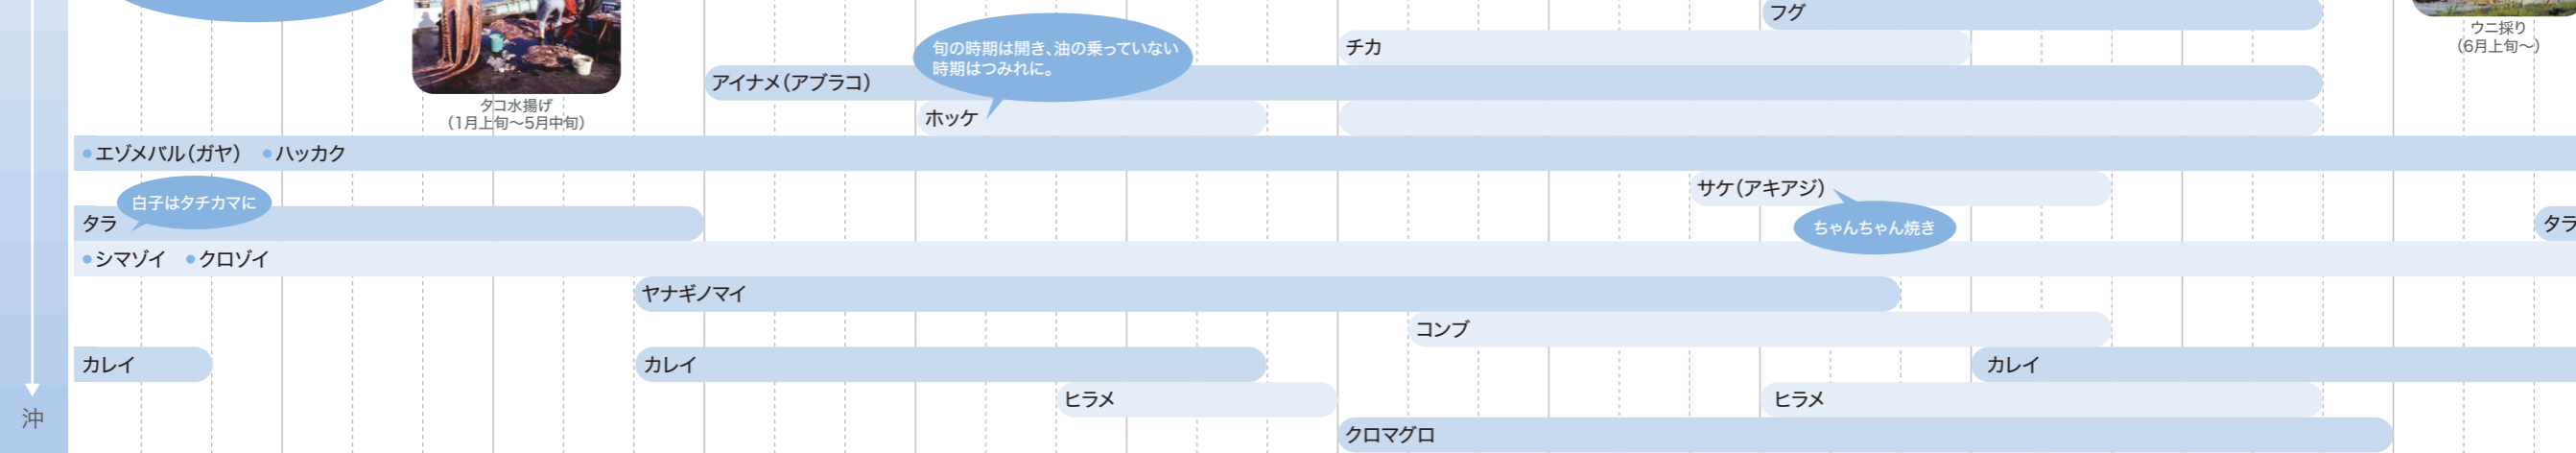 フグ
ウニ採り
（6月上旬～）
チカ
旬の時期は開き、油の乗っていない
時期はつみれに。
アイナメ（アブラコ）
タコ水揚げ
（1月上旬～5月中旬）
ホッケ
●エゾメバル（ガヤ） ●ハッカク
サケ（アキアジ）
白子はタチカマに
タラ
ちゃんちゃん焼き
タラ
●シマゾイ ●クロゾイ
ヤナギノマイ
コンブ
カレイ
カレイ
カレイ
ヒラメ
ヒラメ
沖
クロマグロ